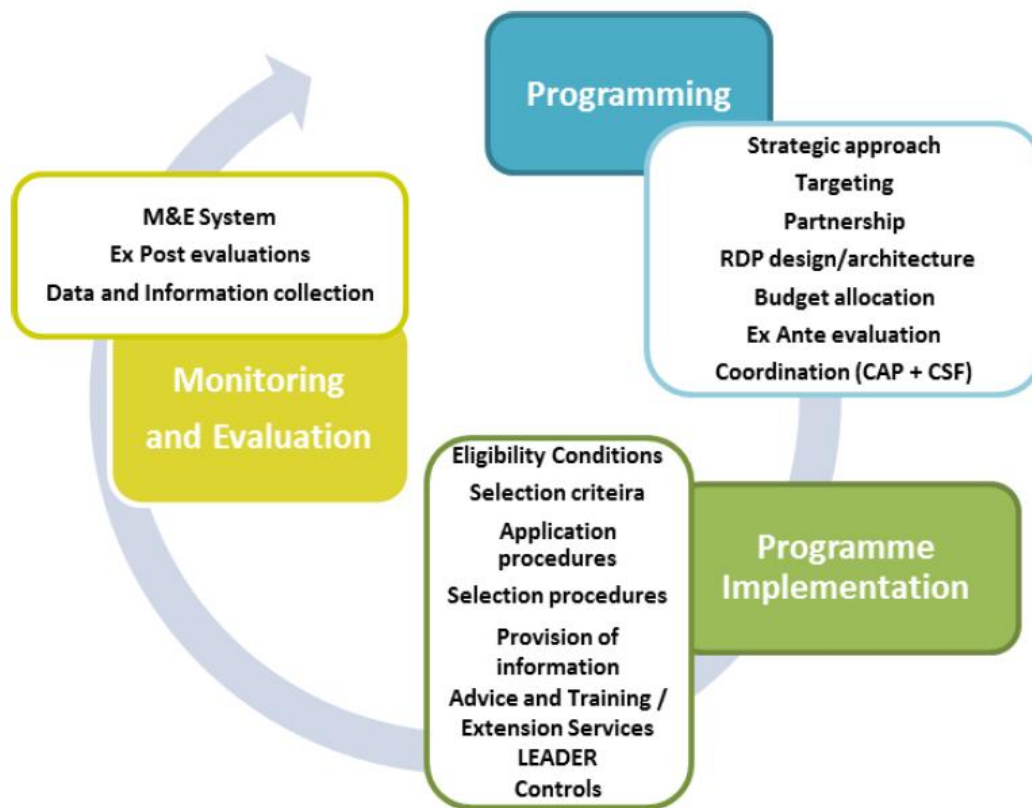 Programming
Strategic approach
Targeting
Partnership
RDP design/architecture
Budget allocation
Ex Ante evaluation
Coordination (CAP + CSF)
Programme
Implementation
Eligibility Conditions
Selection criteira
Application
procedures
Selection procedures
Provision of
information
Advice and Training /
Extension Services
LEADER
Controls
Monitoring
and Evaluation
M&E System
Ex Post evaluations
Data and Information collection